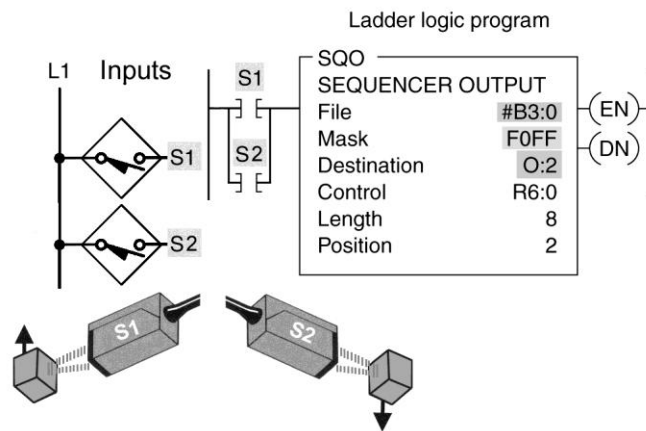 Ladder logic program
L1
Inputs
S1
S2
S1
S2
SQO
SEQUENCER OUTPUT
File #B3:0
Mask F0FF
Destination O:2
Control R6:0
Length 8
Position 2
EN
DN
S1
S2